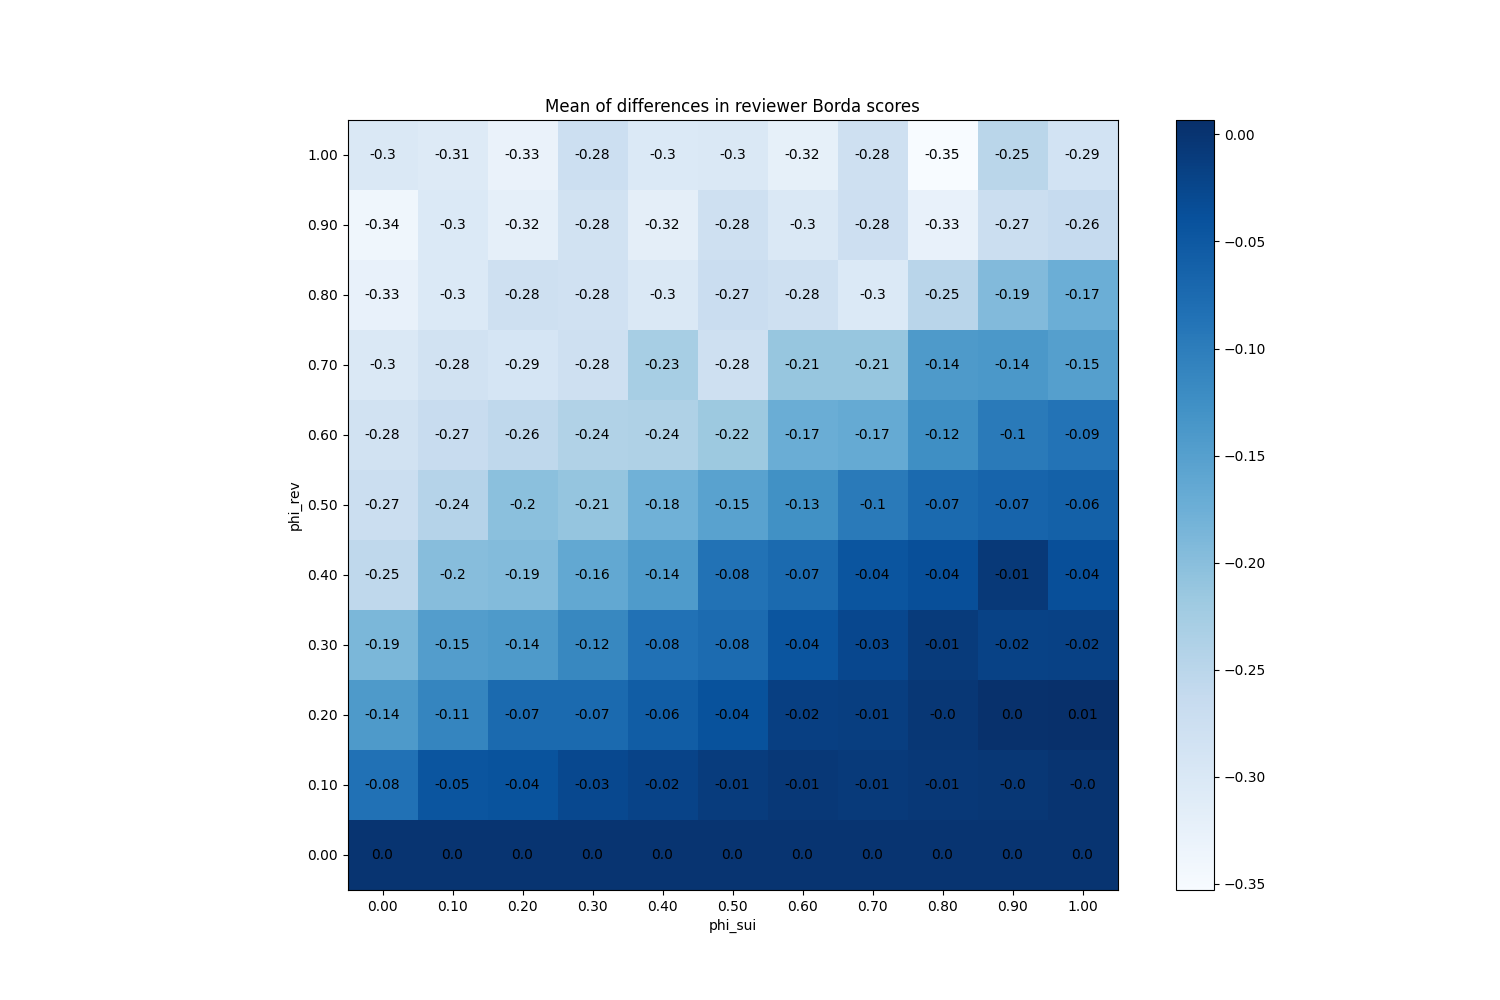 Mean of differences in reviewer Borda scores
1.00 -0.3 -0.31 -0.33 -0.28 -0.3 -0.3 -0.32 -0.28 -0.35 -0.25 -0.29
0.90 -0.34 -0.3 -0.32 -0.28 -0.32 -0.28 -0.3 -0.28 -0.33 -0.27 -0.26
0.80 -0.33 -0.3 -0.28 -0.28 -0.3 -0.27 -0.28 -0.3 -0.25 -0.19 -0.17
0.70 -0.3 -0.28 -0.29 -0.28 -0.23 -0.28 -0.21 -0.21 -0.14 -0.14 -0.15
0.60 -0.28 -0.27 -0.26 -0.24 -0.24 -0.22 -0.17 -0.17 -0.12 -0.1 -0.09
0.50 -0.27 -0.24 -0.2 -0.21 -0.18 -0.15 -0.13 -0.1 -0.07 -0.07 -0.06
0.40 -0.25 -0.2 -0.19 -0.16 -0.14 -0.08 -0.07 -0.04 -0.04 -0.01 -0.04
0.30 -0.19 -0.15 -0.14 -0.12 -0.08 -0.08 -0.04 -0.03 -0.01 -0.02 -0.02
0.20 -0.14 -0.11 -0.07 -0.07 -0.06 -0.04 -0.02 -0.01 -0.0 0.0 0.01
0.10 -0.08 -0.05 -0.04 -0.03 -0.02 -0.01 -0.01 -0.01 -0.01 -0.0 -0.0
0.00 0.0 0.0 0.0 0.0 0.0 0.0 0.0 0.0 0.0 0.0 0.0
0.00 0.10 0.20 0.30 0.40 0.50 0.60 0.70 0.80 0.90 1.00
phi_sui
phi_rev
0.00
−0.05
−0.10
−0.15
−0.20
−0.25
−0.30
−0.35